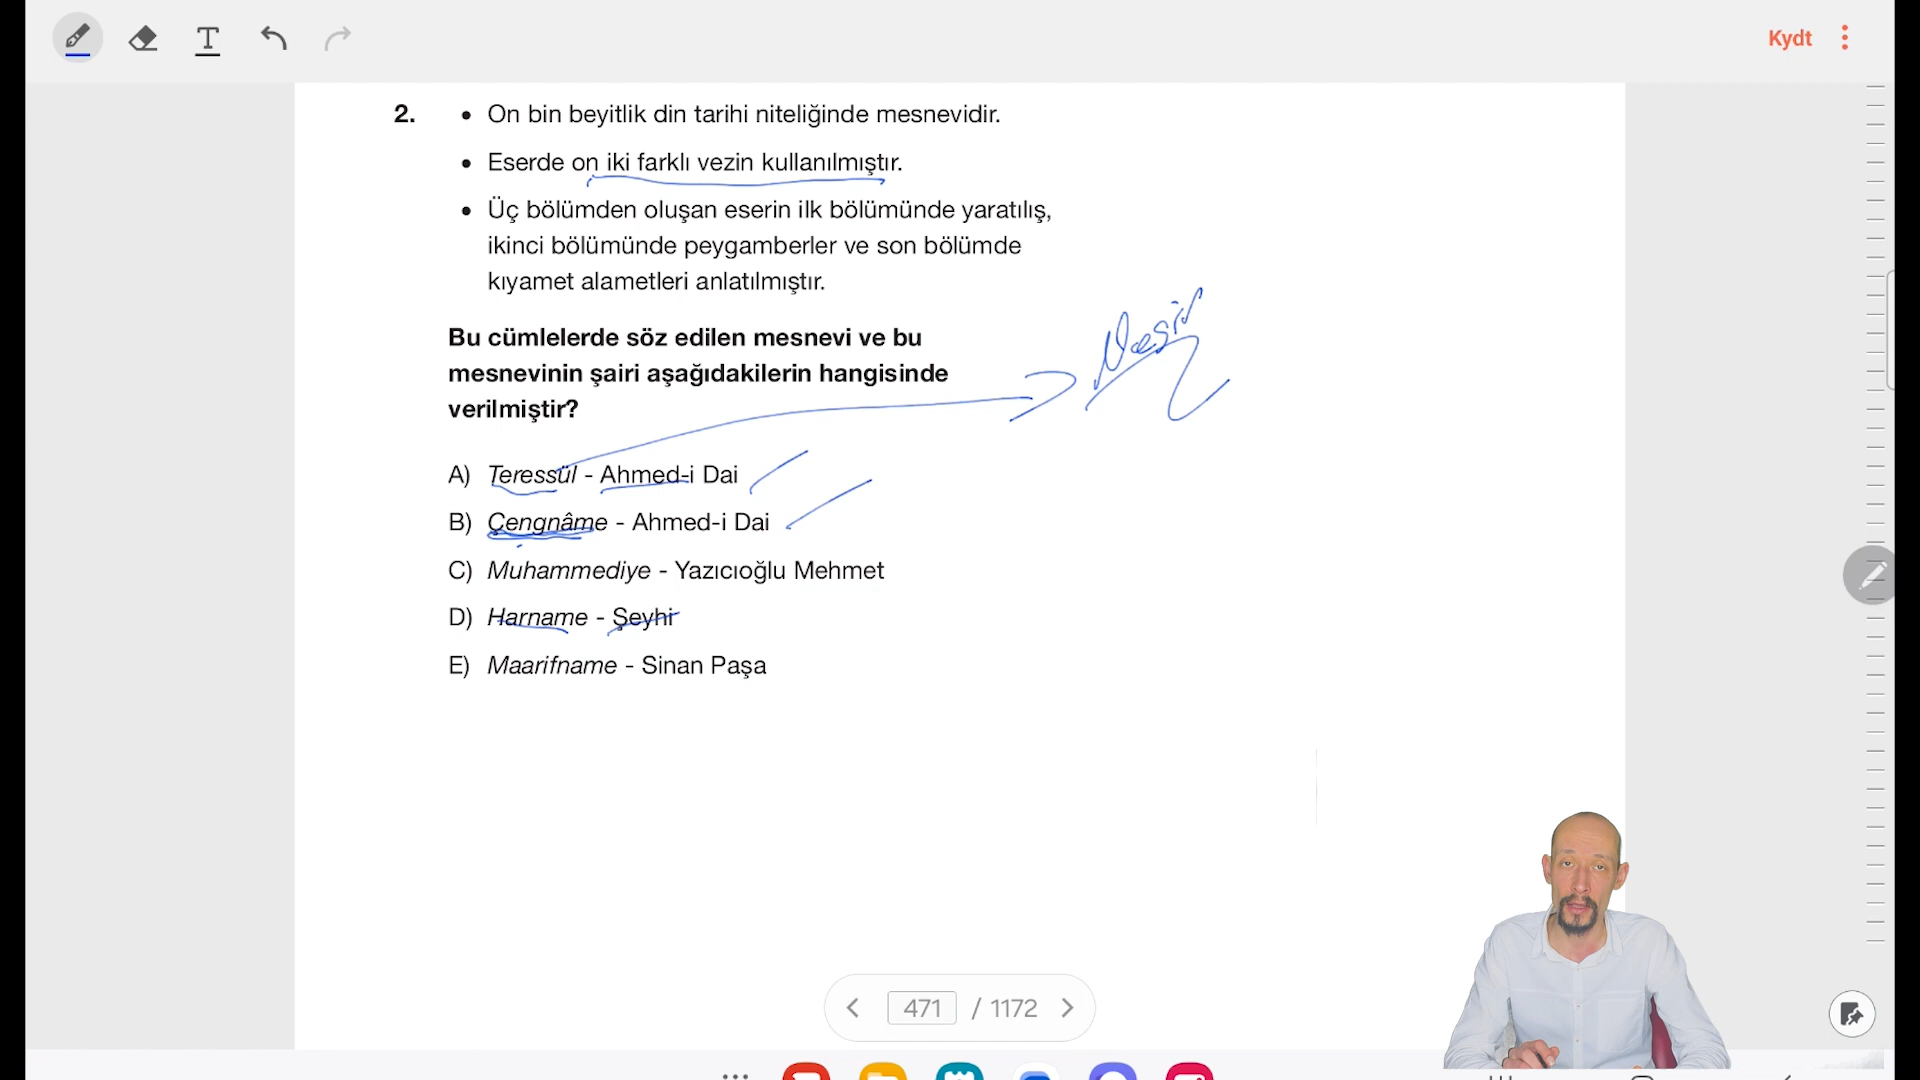 Kydt
2. • On bin beyitlik din tarihi niteliğinde mesnevidir.
• Eserde on iki farklı vezin kullanılmıştır.
• Üç bölümden oluşan eserin ilk bölümünde yaratılış,
ikinci bölümünde peygamberler ve son bölümde
kıyamet alametleri anlatılmıştır.
Nesir
Bu cümlelerde söz edilen mesnevi ve bu
mesnevinin şairi aşağıdakilerin hangisinde
verilmiştir?
A) Teressül - Ahmed-i Dai
B) Çengnâme - Ahmed-i Dai
C) Muhammediye - Yazıcıoğlu Mehmet
D) Harname - Şeyhi
E) Maarifname - Sinan Paşa
471 / 1172